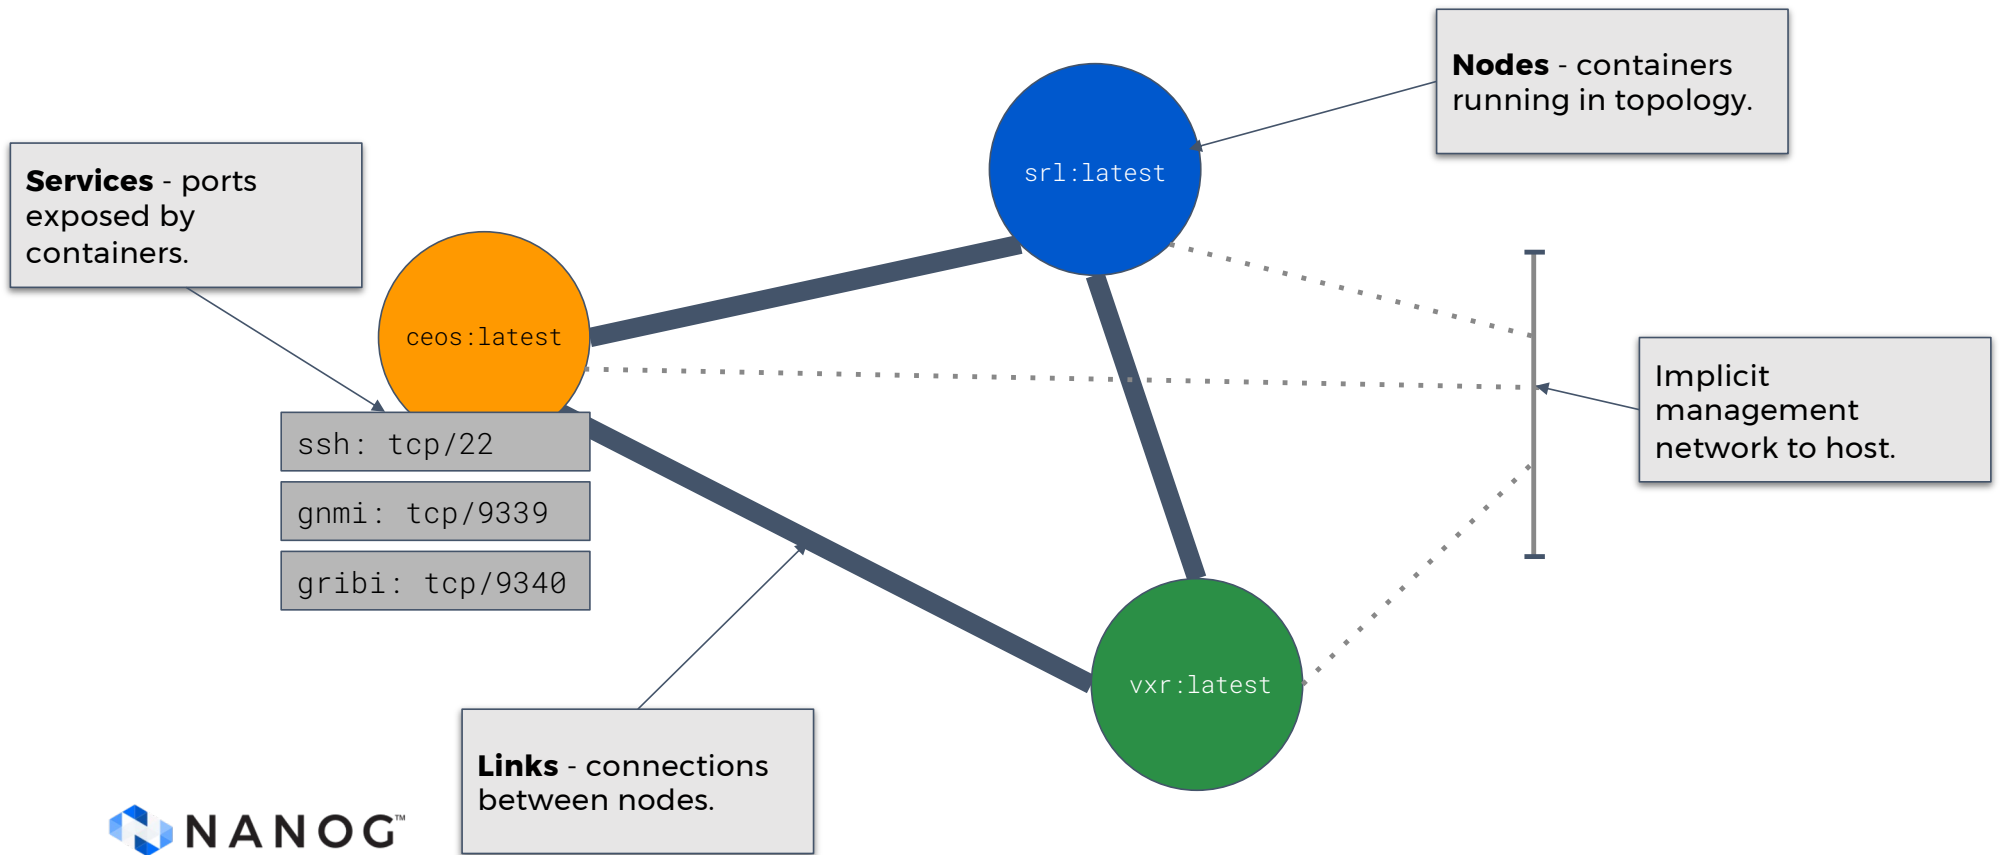 Nodes - containers
running in topology.
Services - ports
exposed by
containers.
srl:latest
ceos:latest
Implicit
management
network to host.
ssh: tcp/22
gnmi: tcp/9339
gribi: tcp/9340
vxr:latest
Links - connections
between nodes.
NANOG™